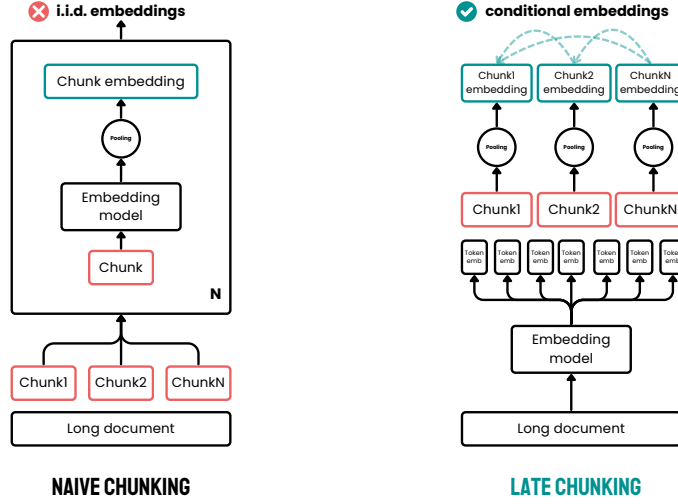 i.i.d. embeddings
Chunk embedding
Pooling
Embedding
model
Chunk
N
Chunk1 Chunk2 ChunkN
Long document
NAIVE CHUNKING
conditional embeddings
Chunk1 Chunk2 ChunkN
embedding embedding embedding
Pooling Pooling Pooling
Chunk1 Chunk2 ChunkN
Token Token Token Token Token Token Token
emb emb emb emb emb emb emb
Embedding
model
Long document
LATE CHUNKING